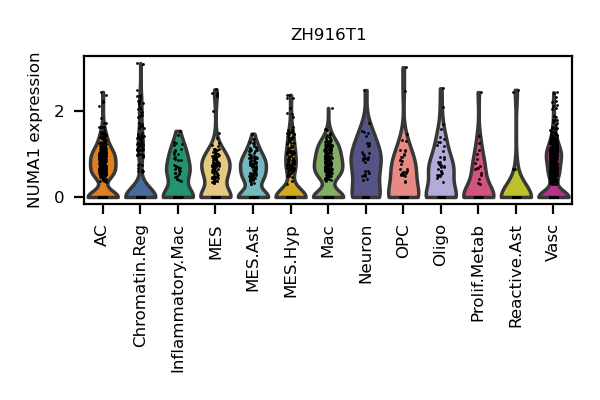 ZH916T1
NUMA1 expression
2
0
AC
Chromatin.Reg
Inflammatory.Mac
MES
MES.Ast
MES.Hyp
Mac
Neuron
OPC
Oligo
Prolif.Metab
Reactive.Ast
Vasc